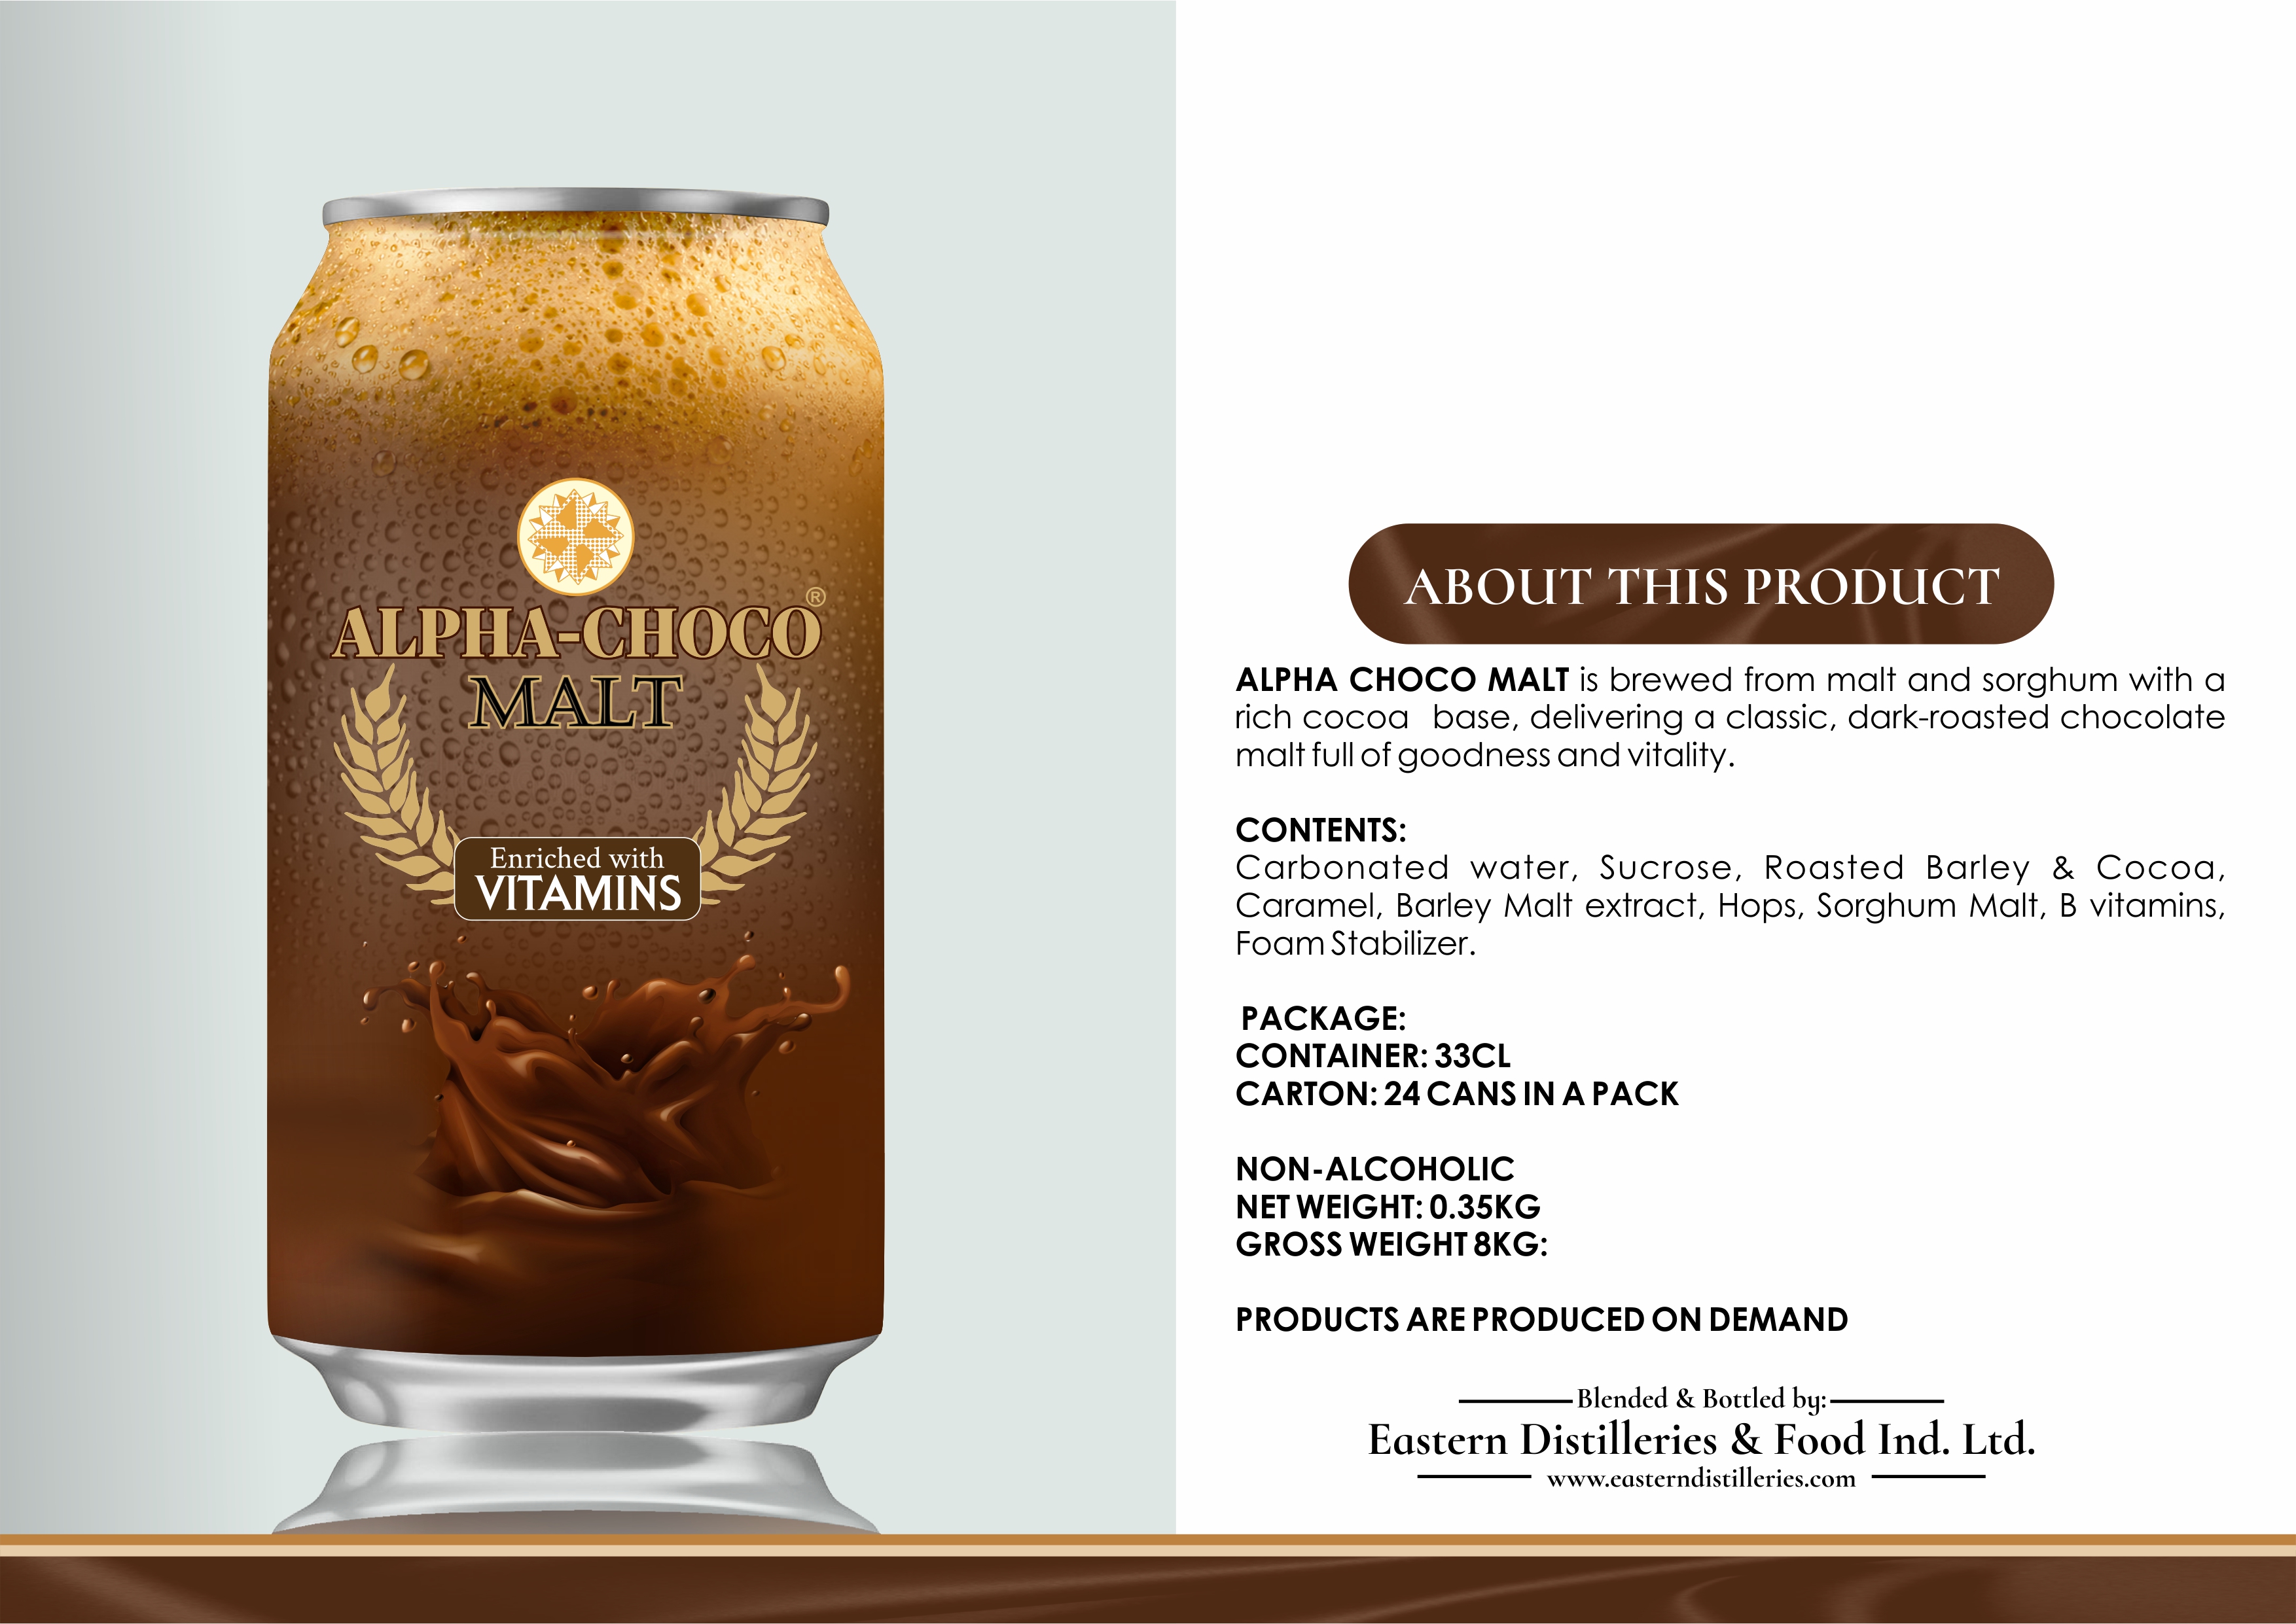 ALPHA-CHOCO®
MALT
Enriched with
VITAMINS
ABOUT THIS PRODUCT
ALPHA CHOCO MALT is brewed from malt and sorghum with a
rich cocoa base, delivering a classic, dark-roasted chocolate
malt full of goodness and vitality.
CONTENTS:
Carbonated water, Sucrose, Roasted Barley & Cocoa,
Caramel, Barley Malt extract, Hops, Sorghum Malt, B vitamins,
Foam Stabilizer.
PACKAGE:
CONTAINER: 33CL
CARTON: 24 CANS IN A PACK
NON-ALCOHOLIC
NET WEIGHT: 0.35KG
GROSS WEIGHT 8KG:
PRODUCTS ARE PRODUCED ON DEMAND
Blended & Bottled by:
Eastern Distilleries & Food Ind. Ltd.
www.easterndistilleries.com